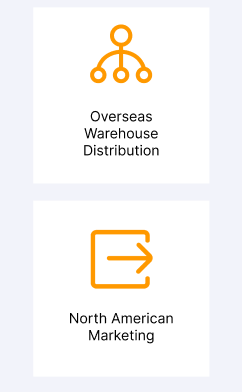 Overseas
Warehouse
Distribution
North American
Marketing